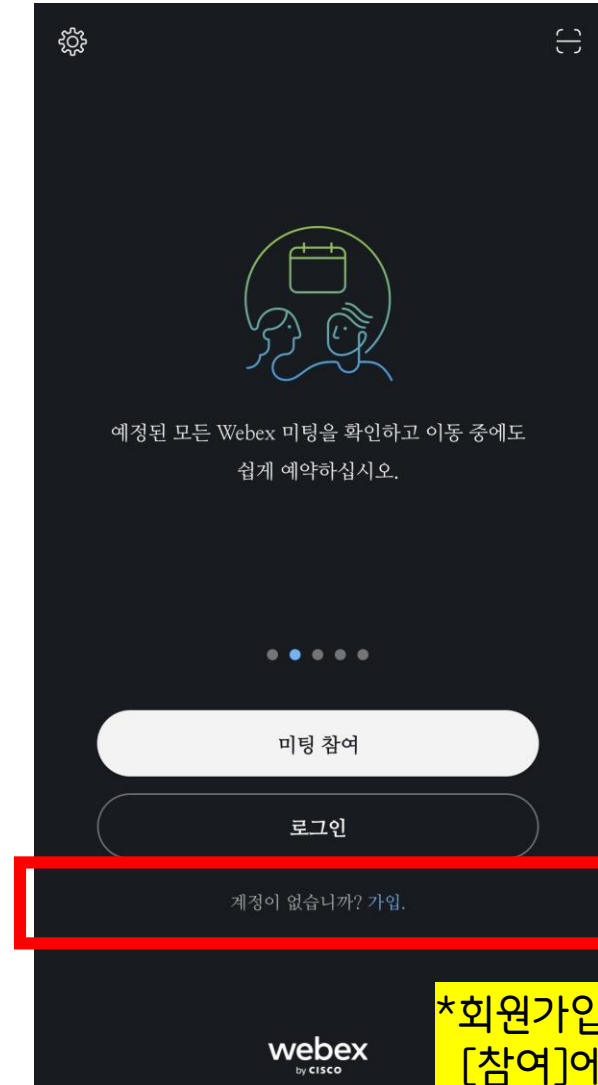 예정된 모든 Webex 미팅을 확인하고 이동 중에도
쉽게 예약하십시오.
미팅 참여
로그인
계정이 없습니까? 가입.
webex
by CISCO
*회원가입
[참여]에